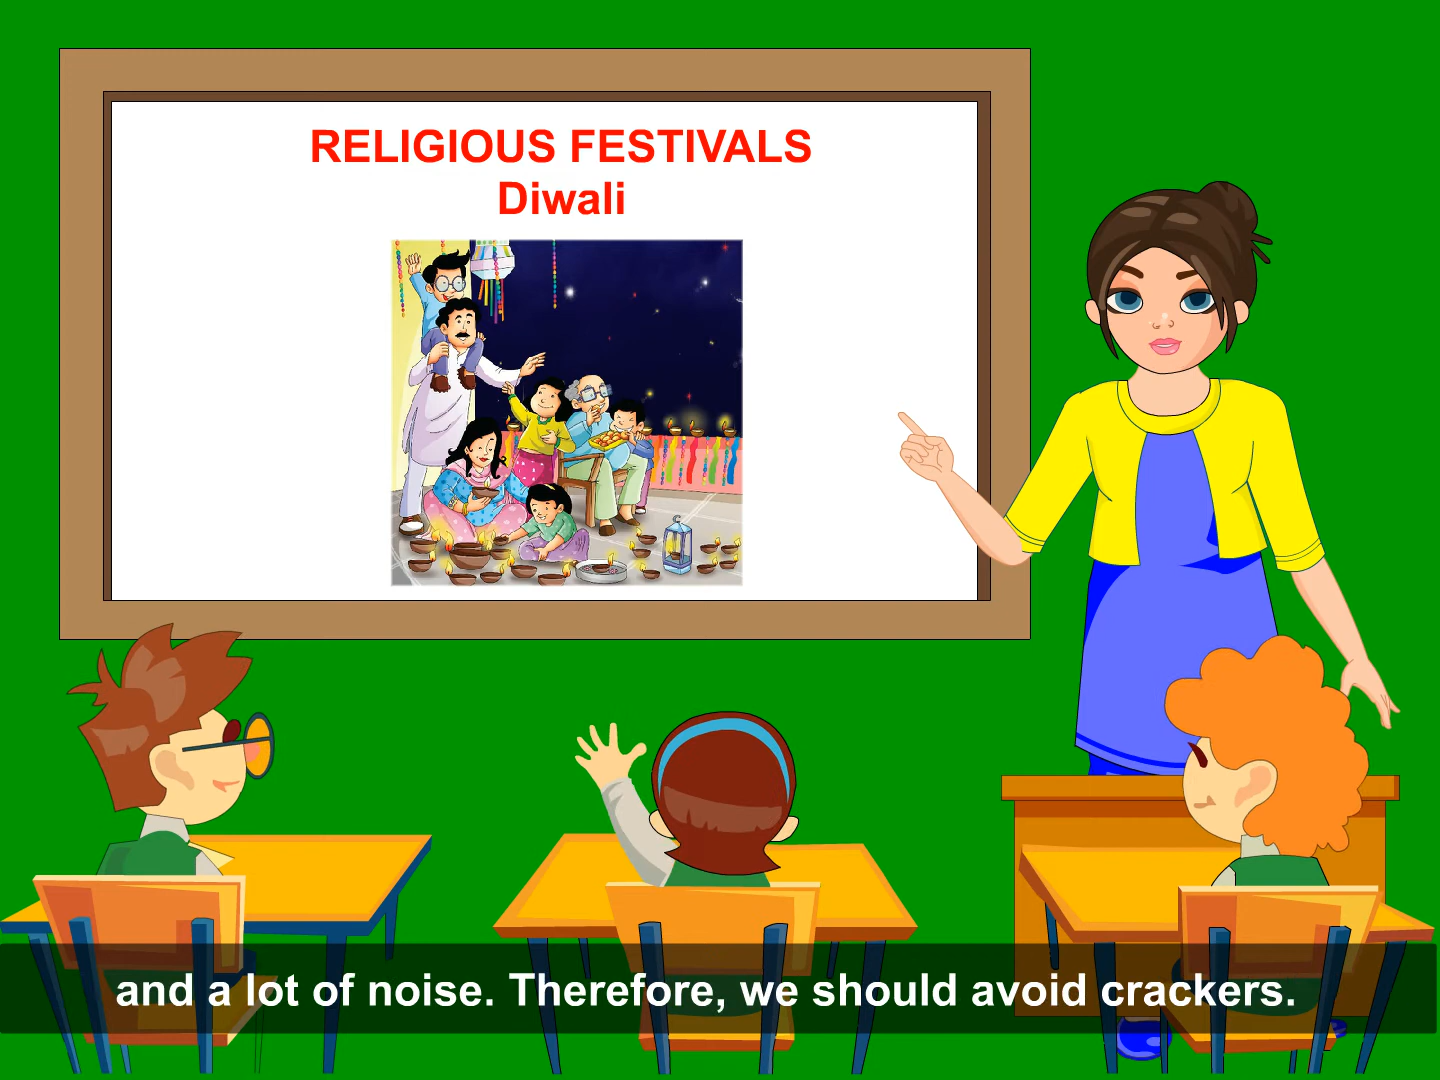 RELIGIOUS FESTIVALS
Diwali
and a lot of noise. Therefore, we should avoid crackers.